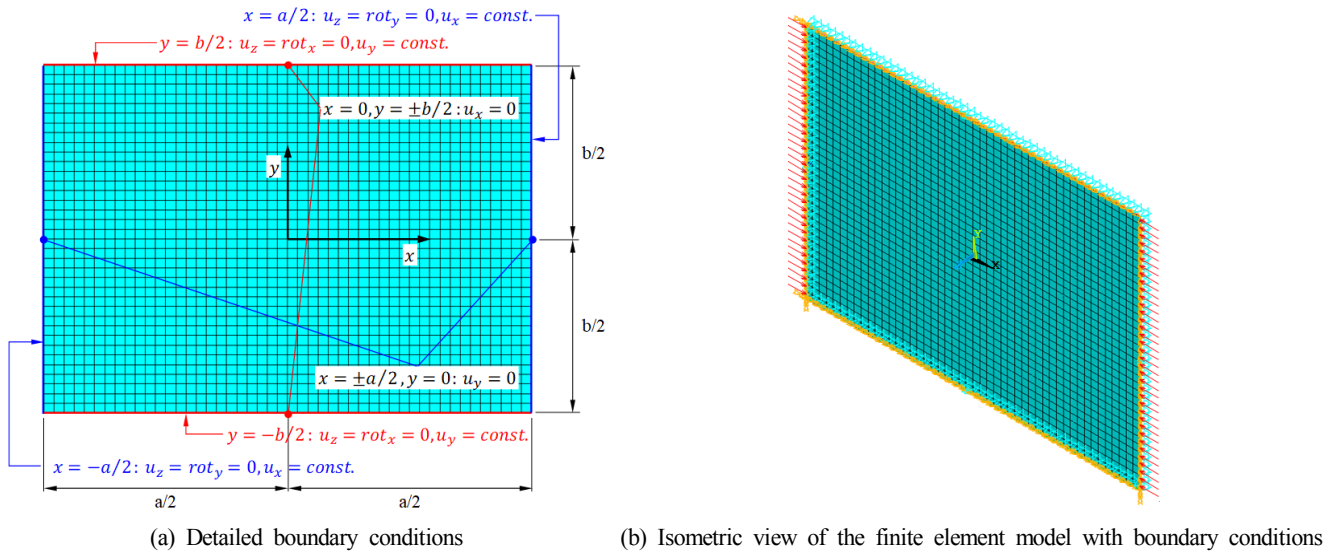 x = a/2: u_z = rot_y = 0, u_x = const.
y = b/2: u_z = rot_x = 0, u_y = const.
x = 0, y = ±b/2: u_x = 0
b/2
y
x
b/2
x = ±a/2, y = 0: u_y = 0
y = −b/2: u_z = rot_x = 0, u_y = const.
x = −a/2: u_z = rot_y = 0, u_x = const.
a/2
a/2
(a) Detailed boundary conditions
Y
X
(b) Isometric view of the finite element model with boundary conditions